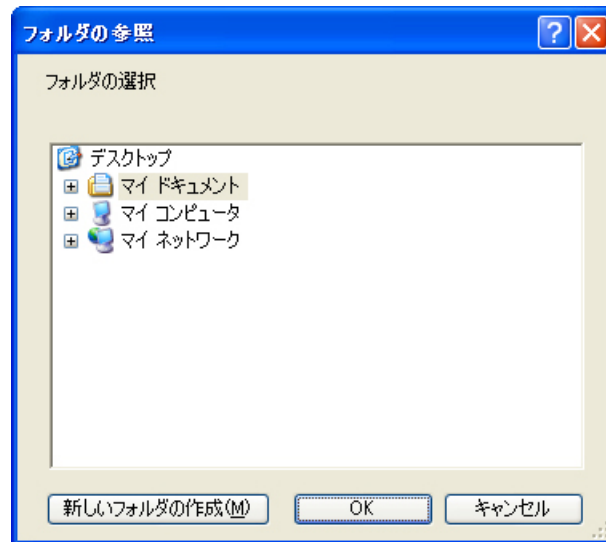 フォルダの参照
フォルダの選択
デスクトップ
マイ ドキュメント
マイ コンピュータ
マイ ネットワーク
新しいフォルダの作成(M) OK キャンセル